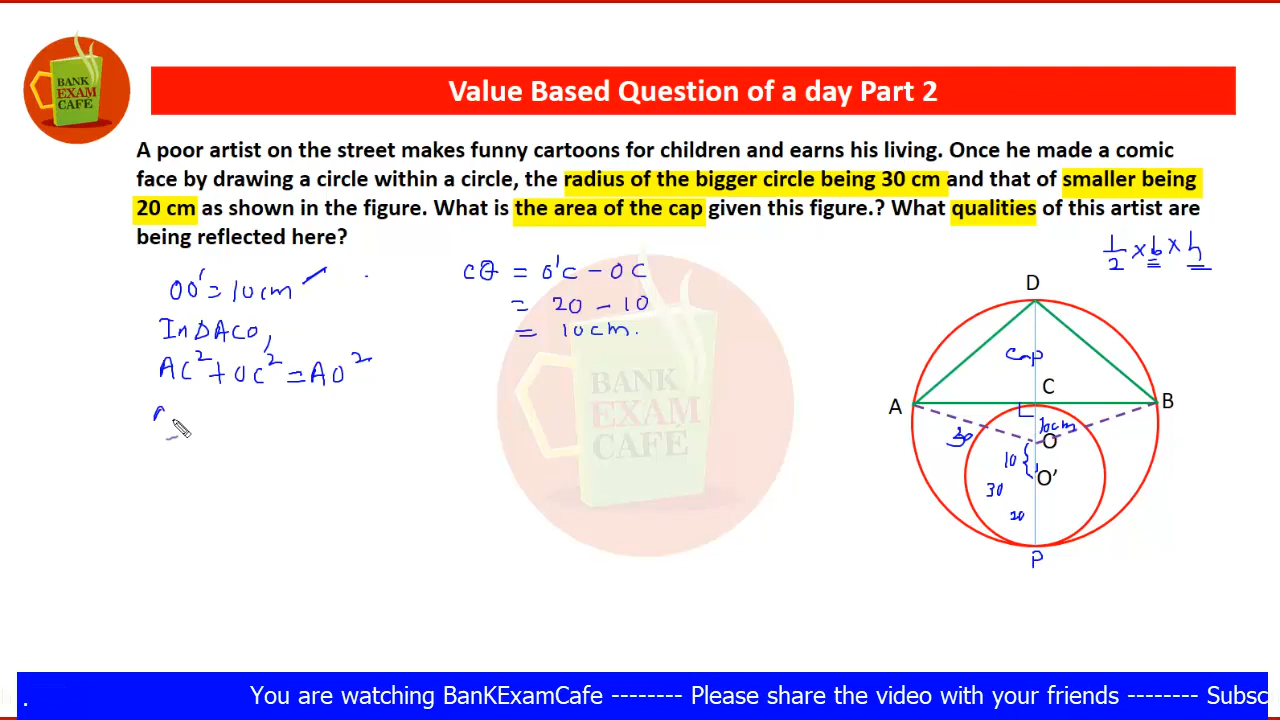 BANK
EXAM
CAFE
Value Based Question of a day Part 2
A poor artist on the street makes funny cartoons for children and earns his living. Once he made a comic
face by drawing a circle within a circle, the radius of the bigger circle being 30 cm and that of smaller being
20 cm as shown in the figure. What is the area of the cap given this figure.? What qualities of this artist are
being reflected here?
1/2 × b × h
OO' = 10cm
In ΔACO,
AC² + OC² = AO²
CO = O'C - OC
= 20 - 10
= 10cm.
BANK
EXAM
CAFÉ
D
Cap
C
A
B
10cm
30
O
10
O'
30
20
P
You are watching BanKExamCafe -------- Please share the video with your friends -------- Subsc
.